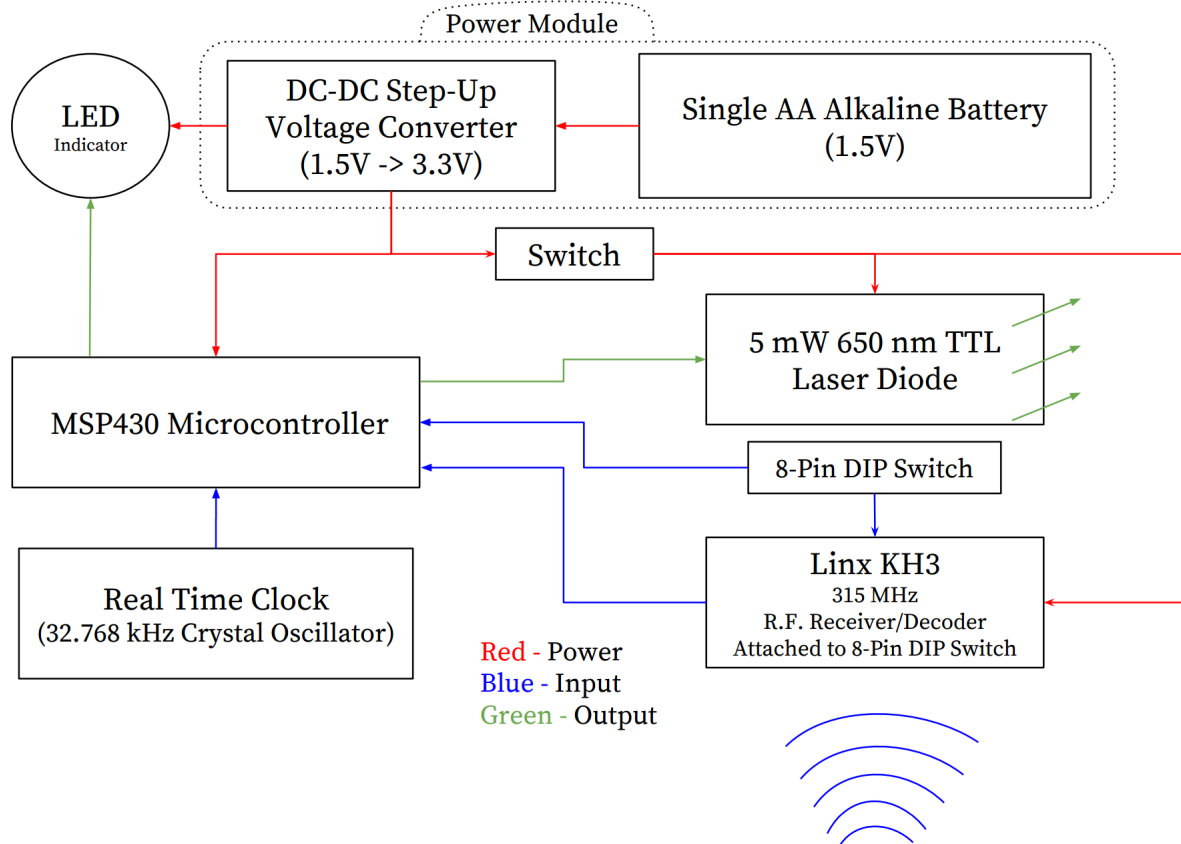 Power Module
LED
Indicator
DC-DC Step-Up
Voltage Converter
(1.5V -> 3.3V)
Single AA Alkaline Battery
(1.5V)
Switch
5 mW 650 nm TTL
Laser Diode
MSP430 Microcontroller
8-Pin DIP Switch
Real Time Clock
(32.768 kHz Crystal Oscillator)
Linx KH3
315 MHz
R.F. Receiver/Decoder
Attached to 8-Pin DIP Switch
Red - Power
Blue - Input
Green - Output